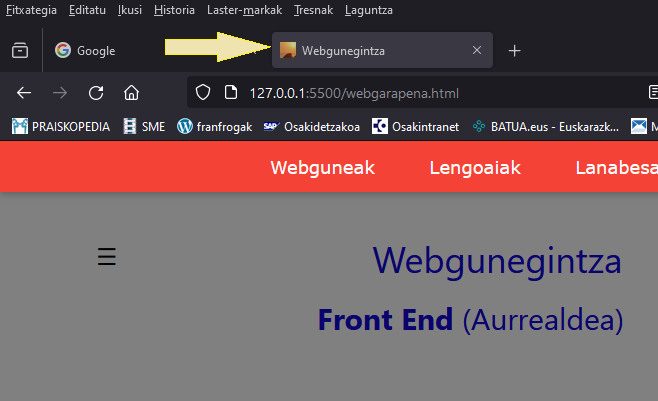 Fitxategia Editatu Ikusi Historia Laster-markak Tresnak Laguntza
Google Webgunegintza
127.0.0.1:5500/webgarapena.html
PRAISKOPEDIA SME franfrogak SAP Osakidetzakoa Osakintranet BATUA.eus - Euskarazk... M
Webguneak Lengoaiak Lanabesa
Webgunegintza
Front End (Aurrealdea)